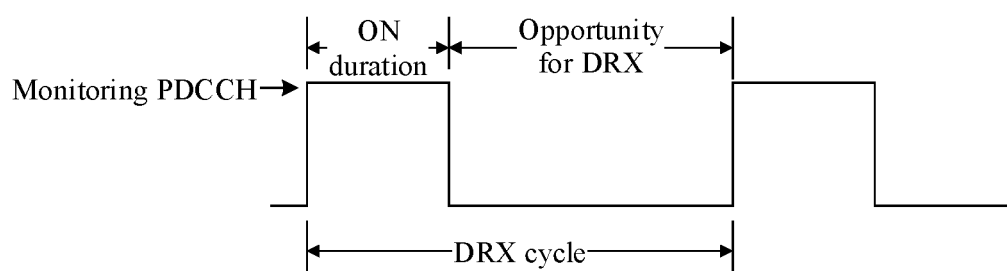 ON
duration
Opportunity
for DRX
Monitoring PDCCH
DRX cycle